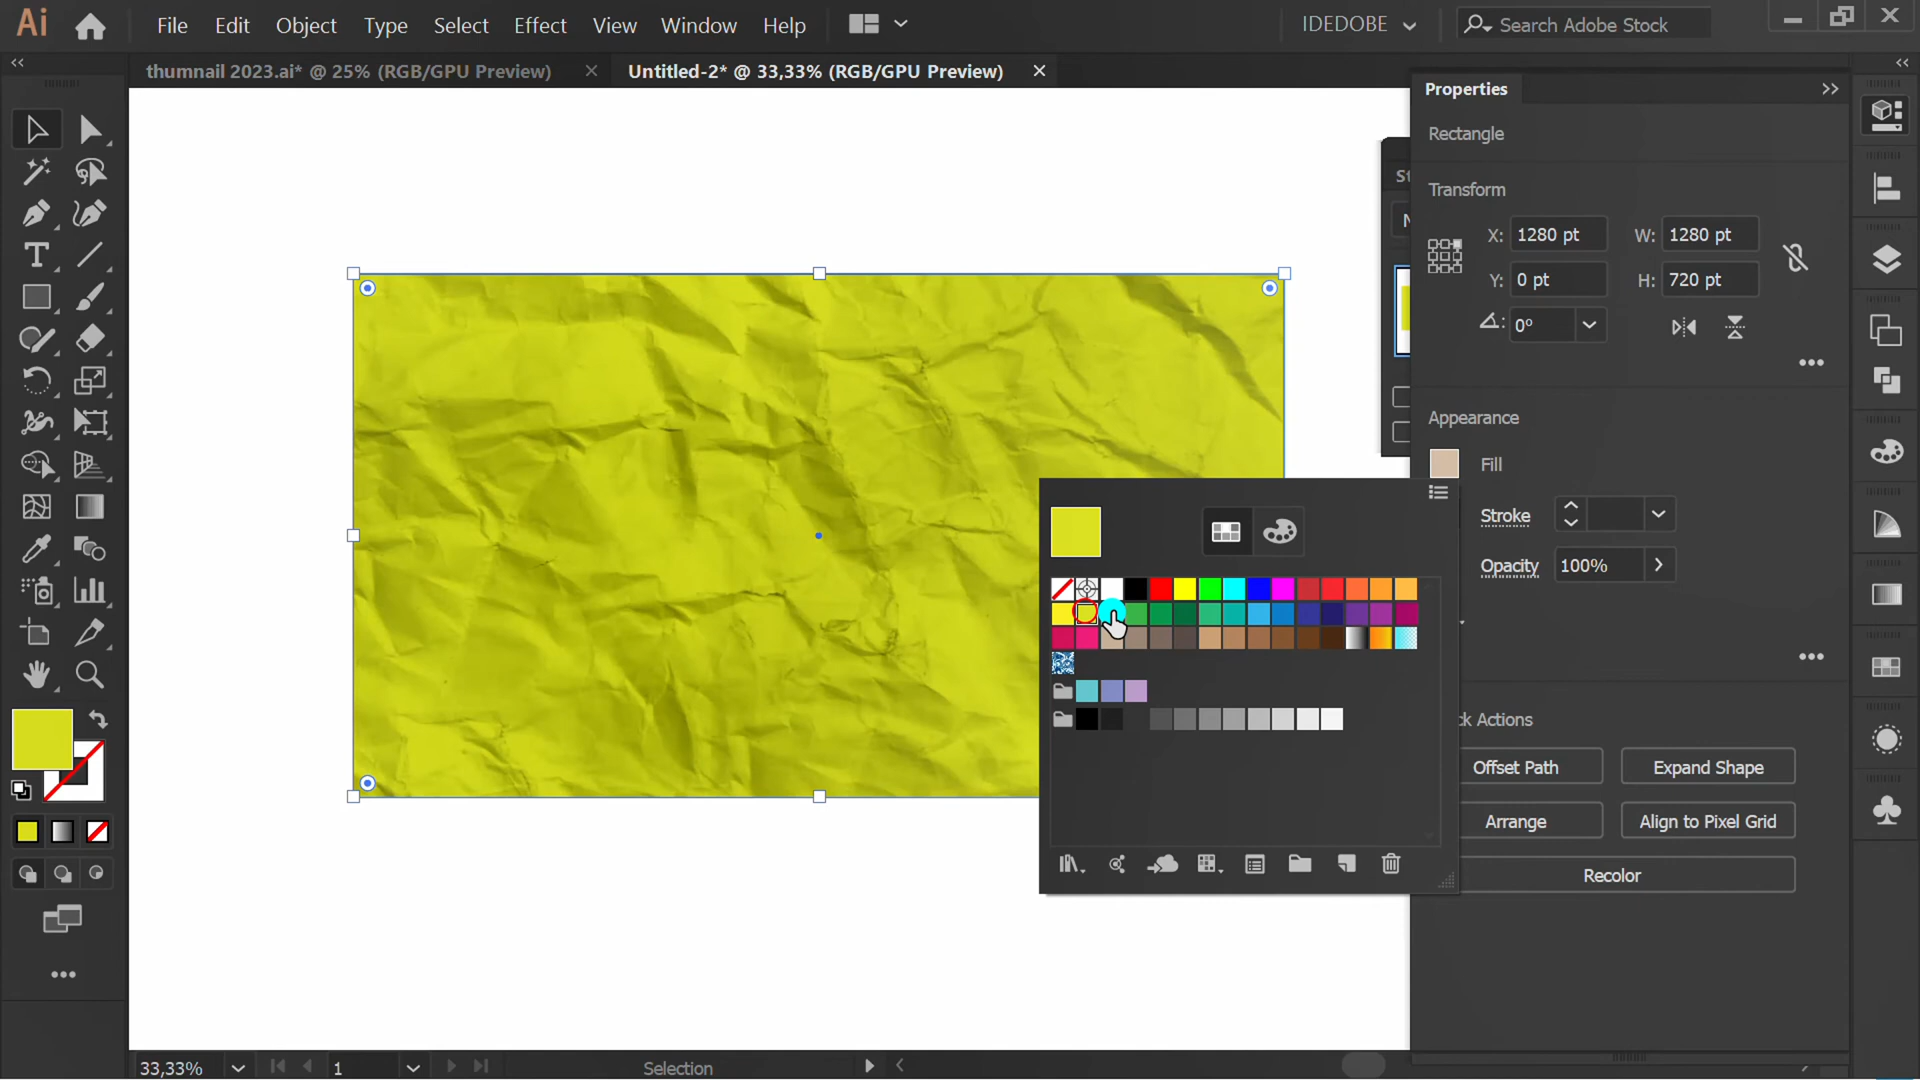 Ai File Edit Object Type Select Effect View Window Help IDEDOBE Search Adobe Stock
thumnail 2023.ai* @ 25% (RGB/GPU Preview) Untitled-2* @ 33,33% (RGB/GPU Preview)
Properties
Rectangle
Transform
X: 1280 pt W: 1280 pt
Y: 0 pt H: 720 pt
0°
Appearance
Fill
Stroke
Opacity 100%
ck Actions
Offset Path Expand Shape
Arrange Align to Pixel Grid
Recolor
33,33% 1 Selection